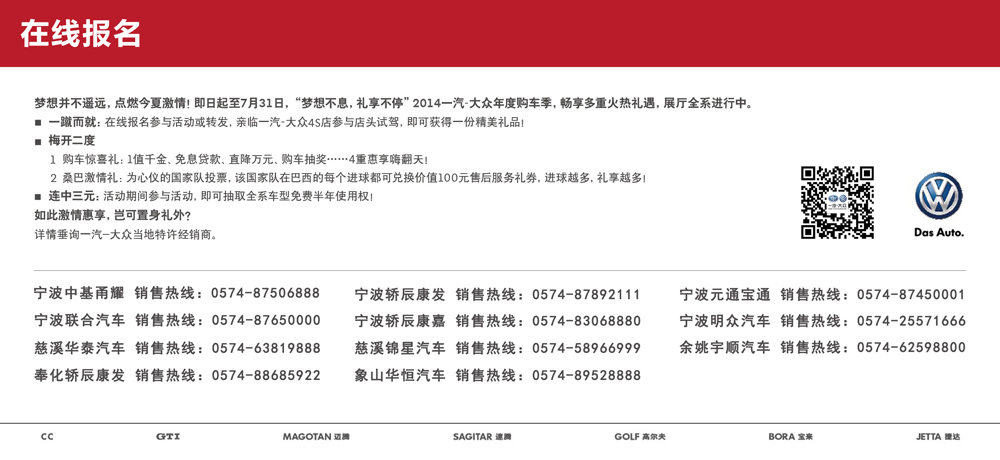 在线报名
梦想并不遥远，点燃今夏激情！即日起至7月31日，“梦想不息，礼享不停”2014一汽-大众年度购车季，畅享多重火热礼遇，展厅全系进行中。
■ 一蹴而就：在线报名参与活动或转发，亲临一汽-大众4S店参与店头试驾，即可获得一份精美礼品！
■ 梅开二度
1 购车惊喜礼：1值千金、免息贷款、直降万元、购车抽奖……4重惠享嗨翻天！
2 桑巴激情礼：为心仪的国家队投票，该国家队在巴西的每个进球都可兑换价值100元售后服务礼券，进球越多，礼享越多！
■ 连中三元：活动期间参与活动，即可抽取全系车型免费半年使用权！
如此激情惠享，岂可置身礼外？
详情垂询一汽—大众当地特许经销商。
一汽-大众
Das Auto.
宁波中基甬耀 销售热线：0574-87506888
宁波联合汽车 销售热线：0574-87650000
慈溪华泰汽车 销售热线：0574-63819888
奉化轿辰康发 销售热线：0574-88685922
宁波轿辰康发 销售热线：0574-87892111
宁波轿辰康嘉 销售热线：0574-83068880
慈溪锦星汽车 销售热线：0574-58966999
象山华恒汽车 销售热线：0574-89528888
宁波元通宝通 销售热线：0574-87450001
宁波明众汽车 销售热线：0574-25571666
余姚宇顺汽车 销售热线：0574-62598800
CC GTI MAGOTAN 迈腾 SAGITAR 速腾 GOLF 高尔夫 BORA 宝来 JETTA 捷达